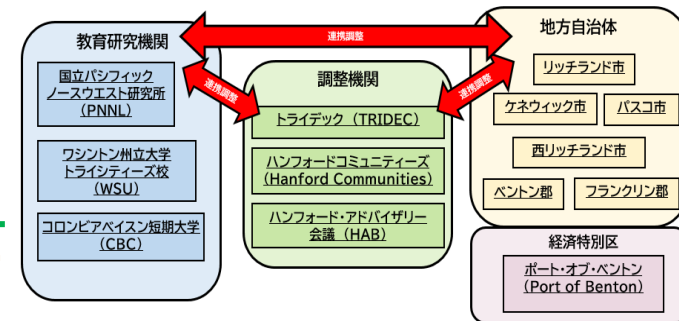 教育研究機関
国立パシフィック
ノースウエスト研究所
(PNNL)
ワシントン州立大学
トライシティーズ校
(WSU)
コロンビアベイスン短期大学
(CBC)
連携調整
連携調整
連携調整
調整機関
トライデック（TRIDEC）
ハンフォードコミュニティーズ
(Hanford Communities)
ハンフォード・アドバイザリー
会議（HAB）
地方自治体
リッチランド市
ケネウィック市
パスコ市
西リッチランド市
ベントン郡
フランクリン郡
経済特別区
ポート・オブ・ベントン
（Port of Benton）